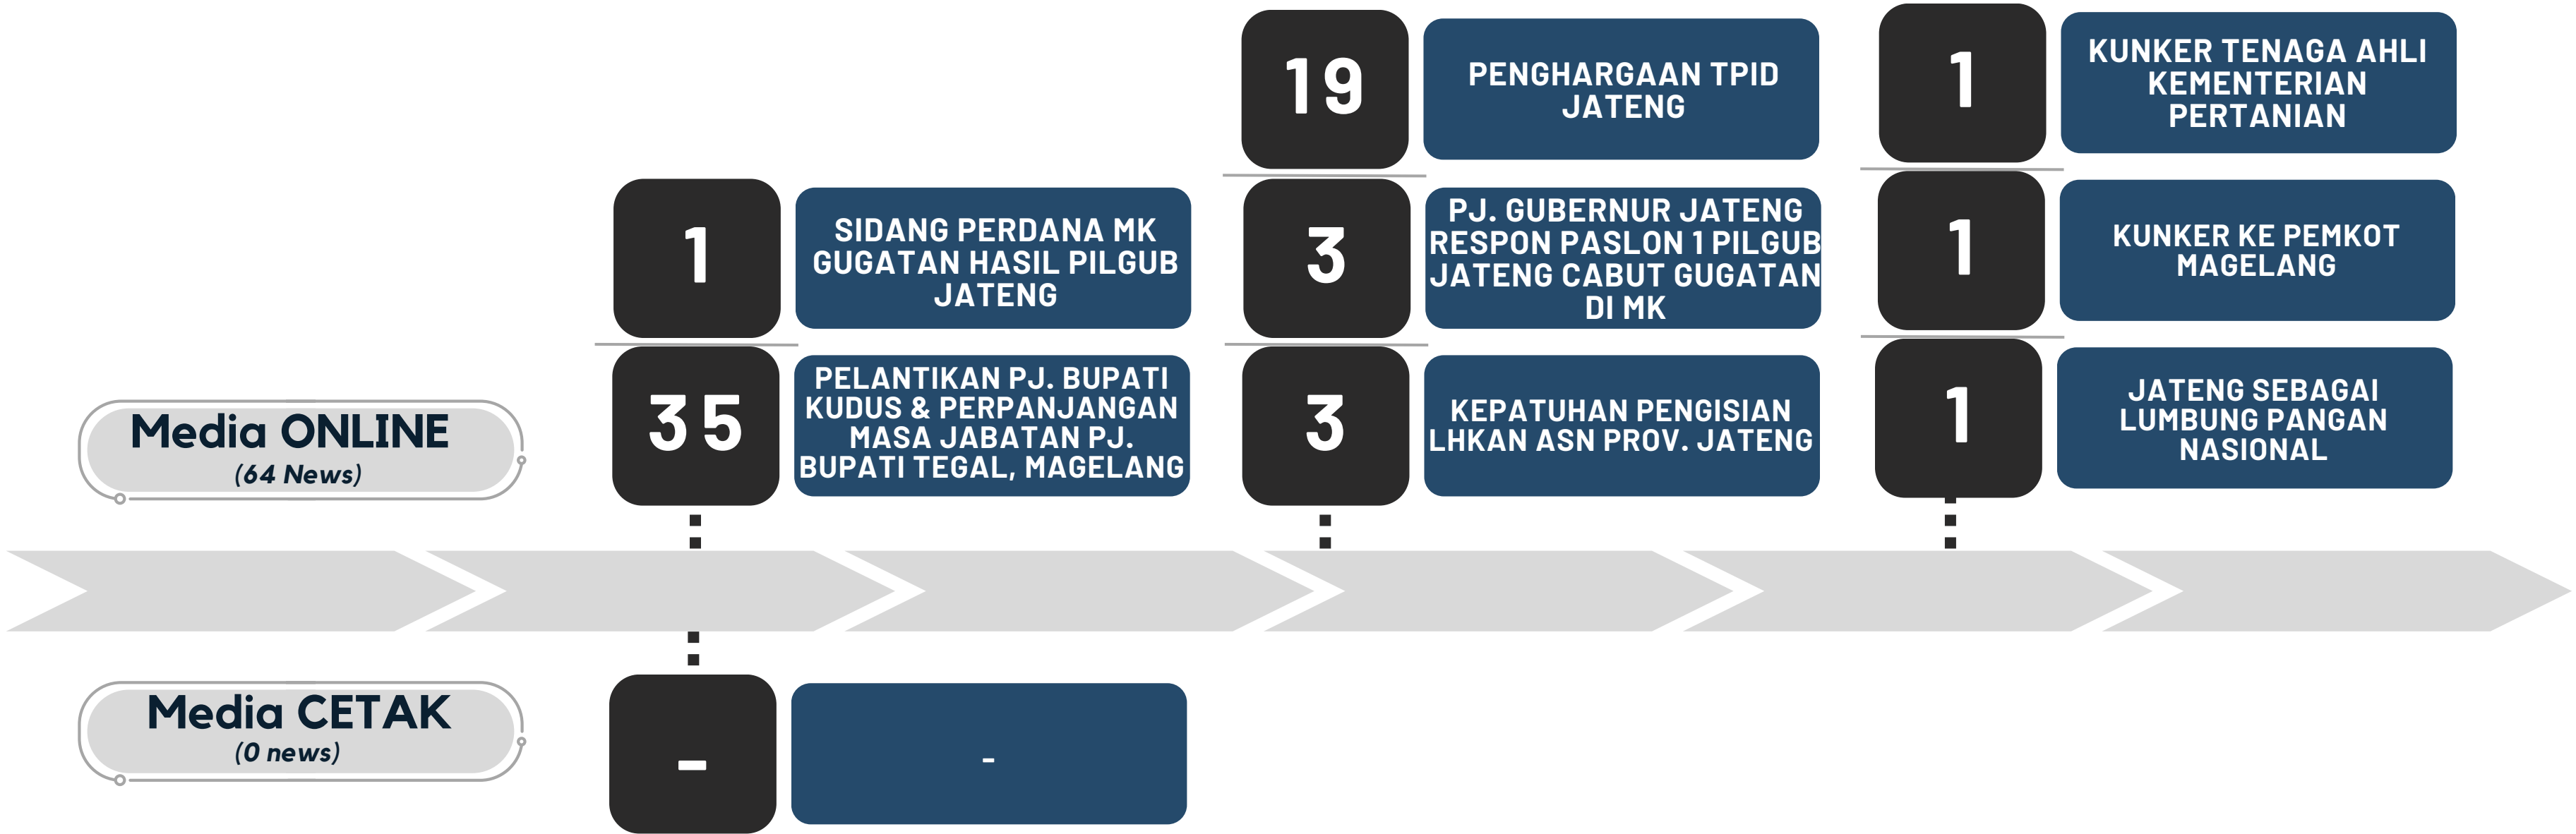 Media ONLINE
(64 News)
1
SIDANG PERDANA MK
GUGATAN HASIL PILGUB
JATENG
35
PELANTIKAN PJ. BUPATI
KUDUS & PERPANJANGAN
MASA JABATAN PJ.
BUPATI TEGAL, MAGELANG
19
PENGHARGAAN TPID
JATENG
3
PJ. GUBERNUR JATENG
RESPON PASLON 1 PILGUB
JATENG CABUT GUGATAN
DI MK
3
KEPATUHAN PENGISIAN
LHKAN ASN PROV. JATENG
1
KUNKER TENAGA AHLI
KEMENTERIAN
PERTANIAN
1
KUNKER KE PEMKOT
MAGELANG
1
JATENG SEBAGAI
LUMBUNG PANGAN
NASIONAL
Media CETAK
(0 news)
-
-